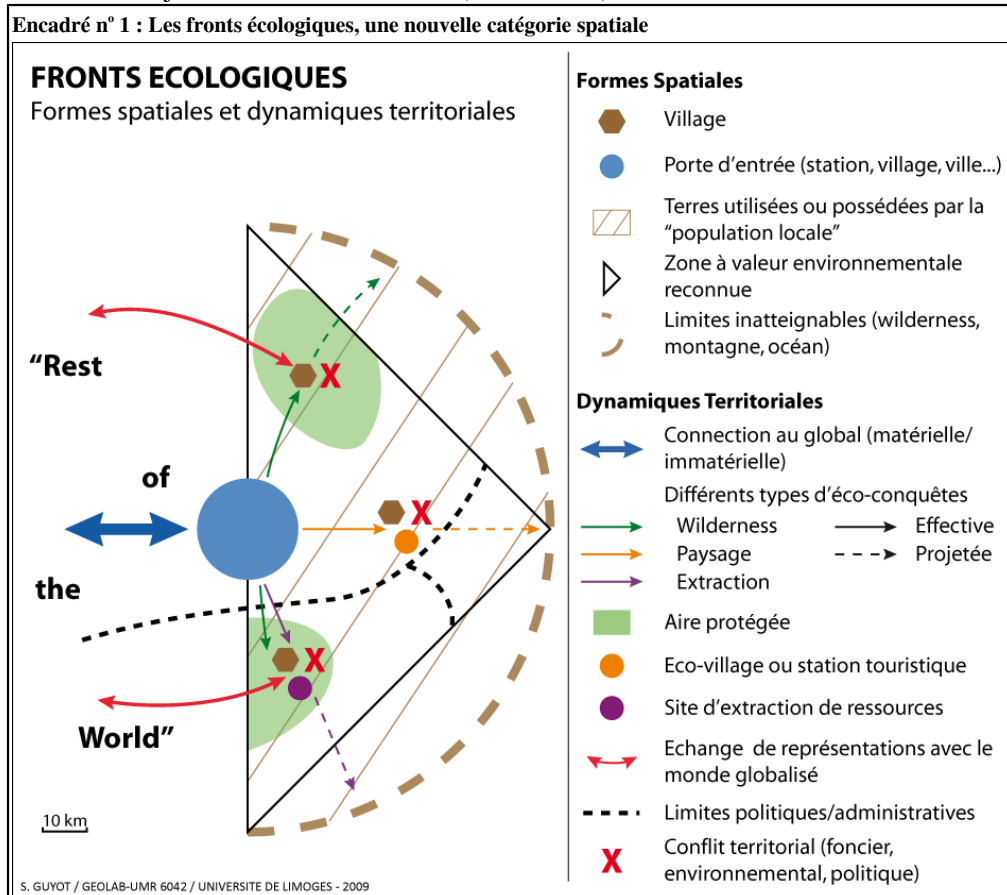 Encadré nº 1 : Les fronts écologiques, une nouvelle catégorie spatiale
FRONTS ECOLOGIQUES
Formes spatiales et dynamiques territoriales
"Rest
of
the
World"
X
X
X
10 km
S. GUYOT / GEOLAB-UMR 6042 / UNIVERSITE DE LIMOGES - 2009
Formes Spatiales
Village
Porte d'entrée (station, village, ville...)
Terres utilisées ou possédées par la
"population locale"
Zone à valeur environnementale
reconnue
Limites inatteignables (wilderness,
montagne, océan)
Dynamiques Territoriales
Connection au global (matérielle/
immatérielle)
Différents types d'éco-conquêtes
Wilderness
Effective
Paysage
Projetée
Extraction
Aire protégée
Eco-village ou station touristique
Site d'extraction de ressources
Echange de représentations avec le
monde globalisé
Limites politiques/administratives
X
Conflit territorial (foncier,
environnemental, politique)